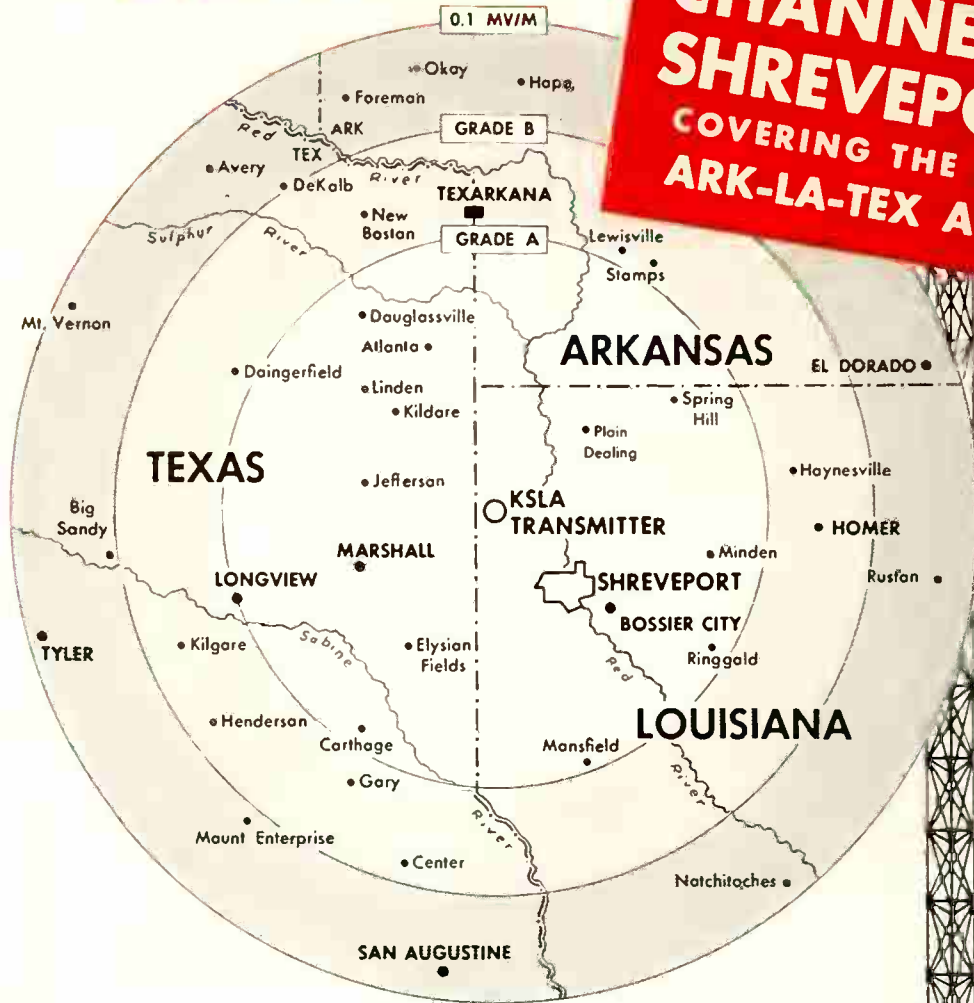 0.1 MV/M
CHANNE
SHREVEPO
COVERING THE
ARK-LA-TEX A
Okay
Hope
Foreman
Red
ARK
GRADE B
TEX
River
Avery
DeKalb
TEXARKANA
New
Boston
Sulphur
River
GRADE A
Lewisville
Stamps
Mt. Vernon
Douglassville
Atlanta
ARKANSAS
EL DORADO
Daingerfield
Linden
Kildare
Spring
Hill
Plain
Dealing
TEXAS
Haynesville
Jefferson
KSLA
TRANSMITTER
Big
Sandy
HOMER
MARSHALL
Minden
LONGVIEW
SHREVEPORT
Ruston
BOSSIER CITY
TYLER
Kilgore
Sabine
Elysian
Fields
Red
Ringgold
Henderson
LOUISIANA
Carthage
Mansfield
Gary
River
River
Mount Enterprise
Center
Natchitoches
SAN AUGUSTINE